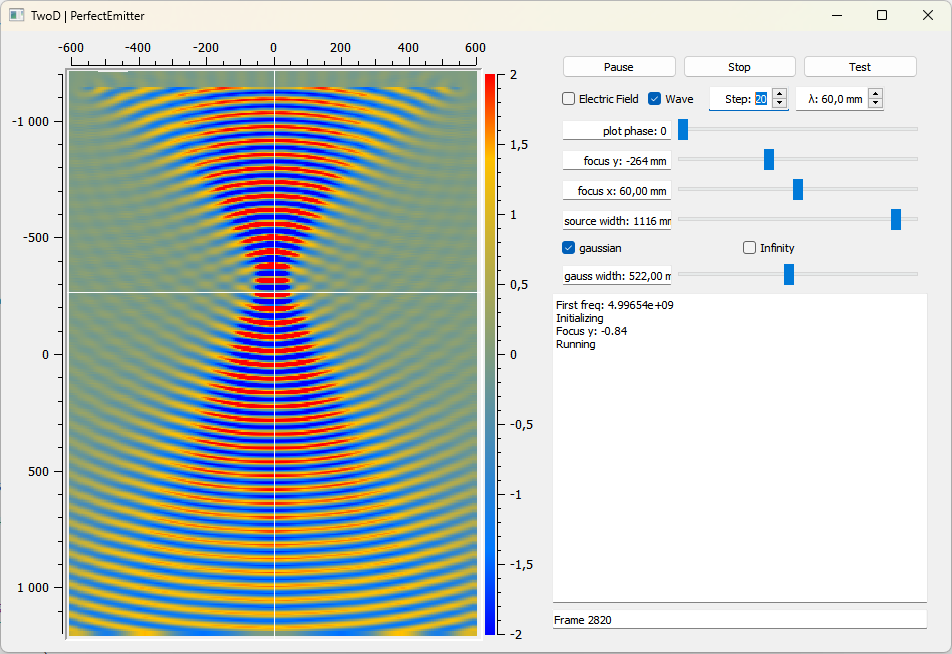 TwoD | PerfectEmitter
-600 -400 -200 0 200 400 600
-1 000
-500
0
500
1 000
2
1,5
1
0,5
0
-0,5
-1
-1,5
-2
Pause Stop Test
Electric Field Wave Step: 20 λ: 60,0 mm
plot phase: 0
focus y: -264 mm
focus x: 60,00 mm
source width: 1116 m
gaussian Infinity
gauss width: 522,00 m
First freq: 4.99654e+09
Initializing
Focus y: -0.84
Running
Frame 2820